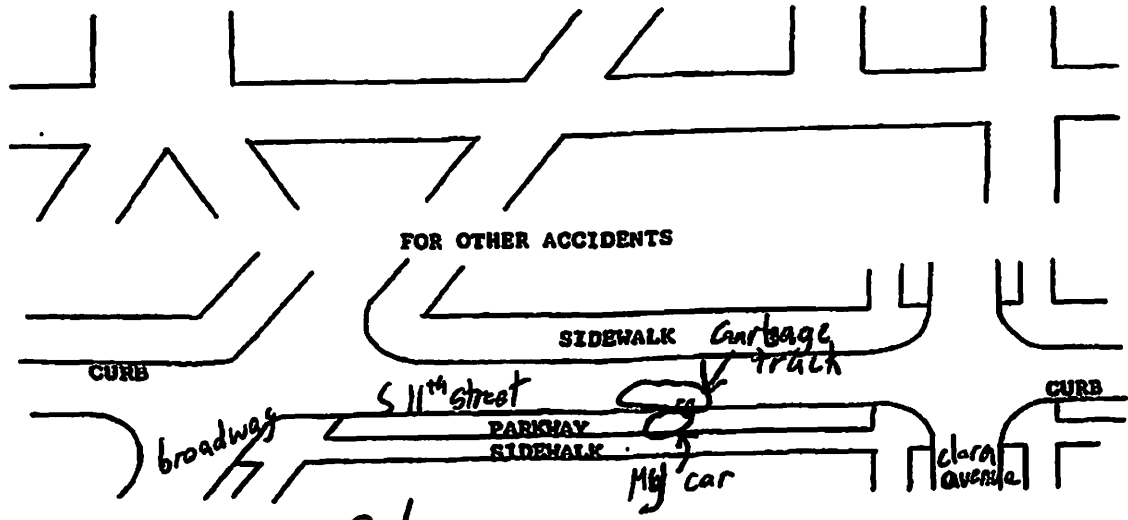 FOR OTHER ACCIDENTS
SIDEWALK
Garbage
truck
CURB
S 11th Street
CURB
broadway
PARKWAY
SIDEWALK
My car
clara
avenue